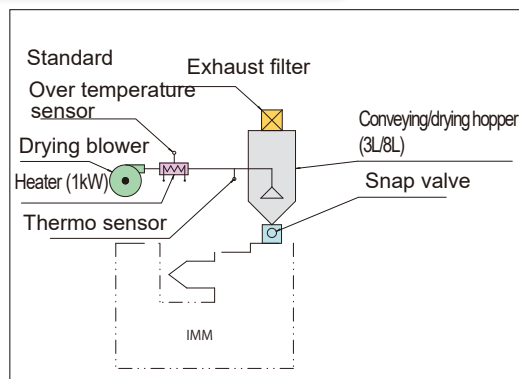 Standard
Exhaust filter
Over temperature
sensor
Conveying/drying hopper
(3L/8L)
Drying blower
Heater (1kW)
Snap valve
Thermo sensor
IMM